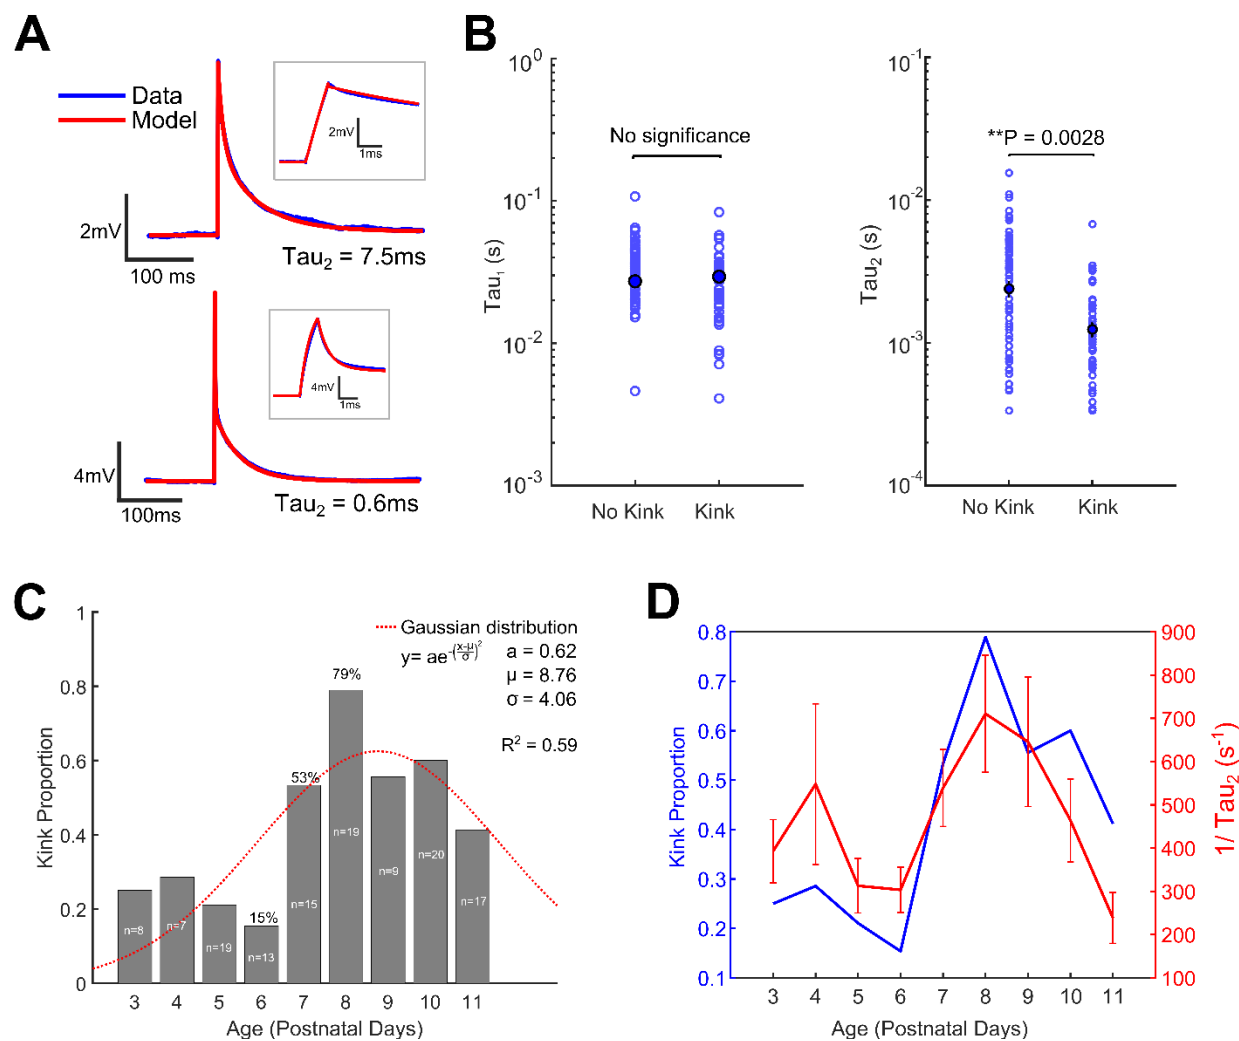 A
Data
Model
2mV
1ms
2mV
100 ms
Tau₂ = 7.5ms
4mV
1ms
4mV
100ms
Tau₂ = 0.6ms
B
10⁰
10⁻¹
10⁻²
10⁻³
Tau₁ (s)
No significance
No Kink Kink
10⁻¹
10⁻²
10⁻³
10⁻⁴
Tau₂ (s)
**P = 0.0028
No Kink Kink
C
1
0.8
0.6
0.4
0.2
0
Kink Proportion
Gaussian distribution
y= ae^-((x-μ)/σ)²
a = 0.62
μ = 8.76
σ = 4.06
R² = 0.59
15%
53%
79%
n=8
n=7
n=19
n=13
n=15
n=19
n=9
n=20
n=17
3 4 5 6 7 8 9 10 11
Age (Postnatal Days)
D
0.8
0.7
0.6
0.5
0.4
0.3
0.2
0.1
Kink Proportion
900
800
700
600
500
400
300
200
100
1/ Tau₂ (s⁻¹)
3 4 5 6 7 8 9 10 11
Age (Postnatal Days)